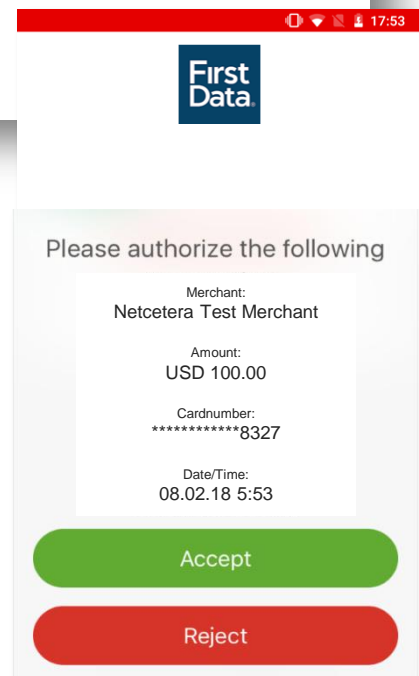 17:53
First
Data.
Please authorize the following
Merchant:
Netcetera Test Merchant
Amount:
USD 100.00
Cardnumber:
************8327
Date/Time:
08.02.18 5:53
Accept
Reject